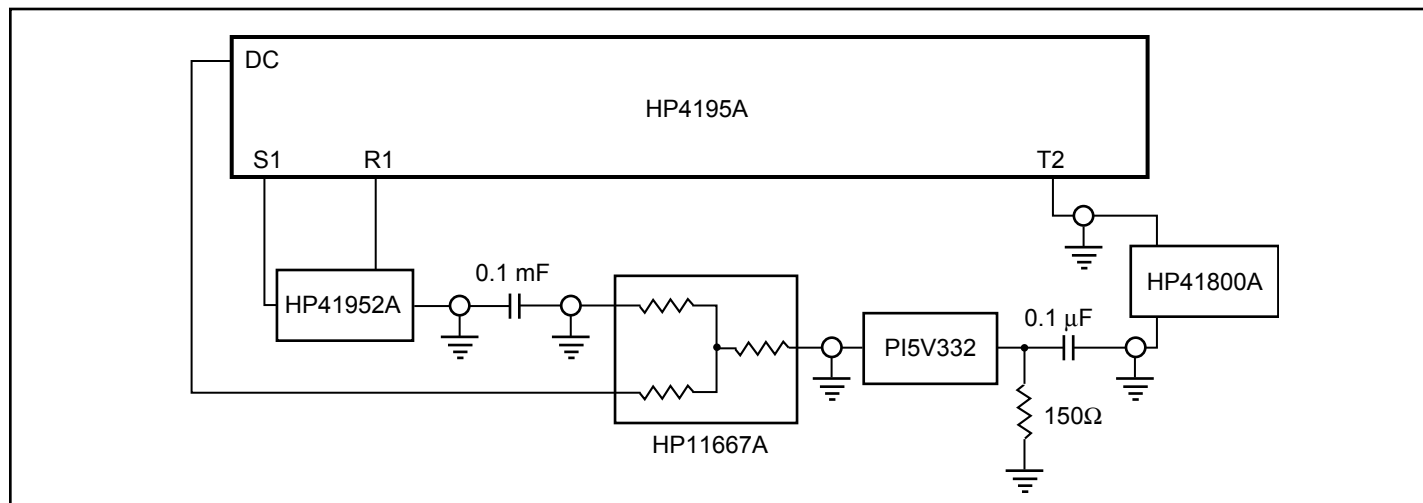 DC
HP4195A
S1
R1
T2
0.1 mF
HP41952A
HP41800A
0.1 μF
PI5V332
150Ω
HP11667A